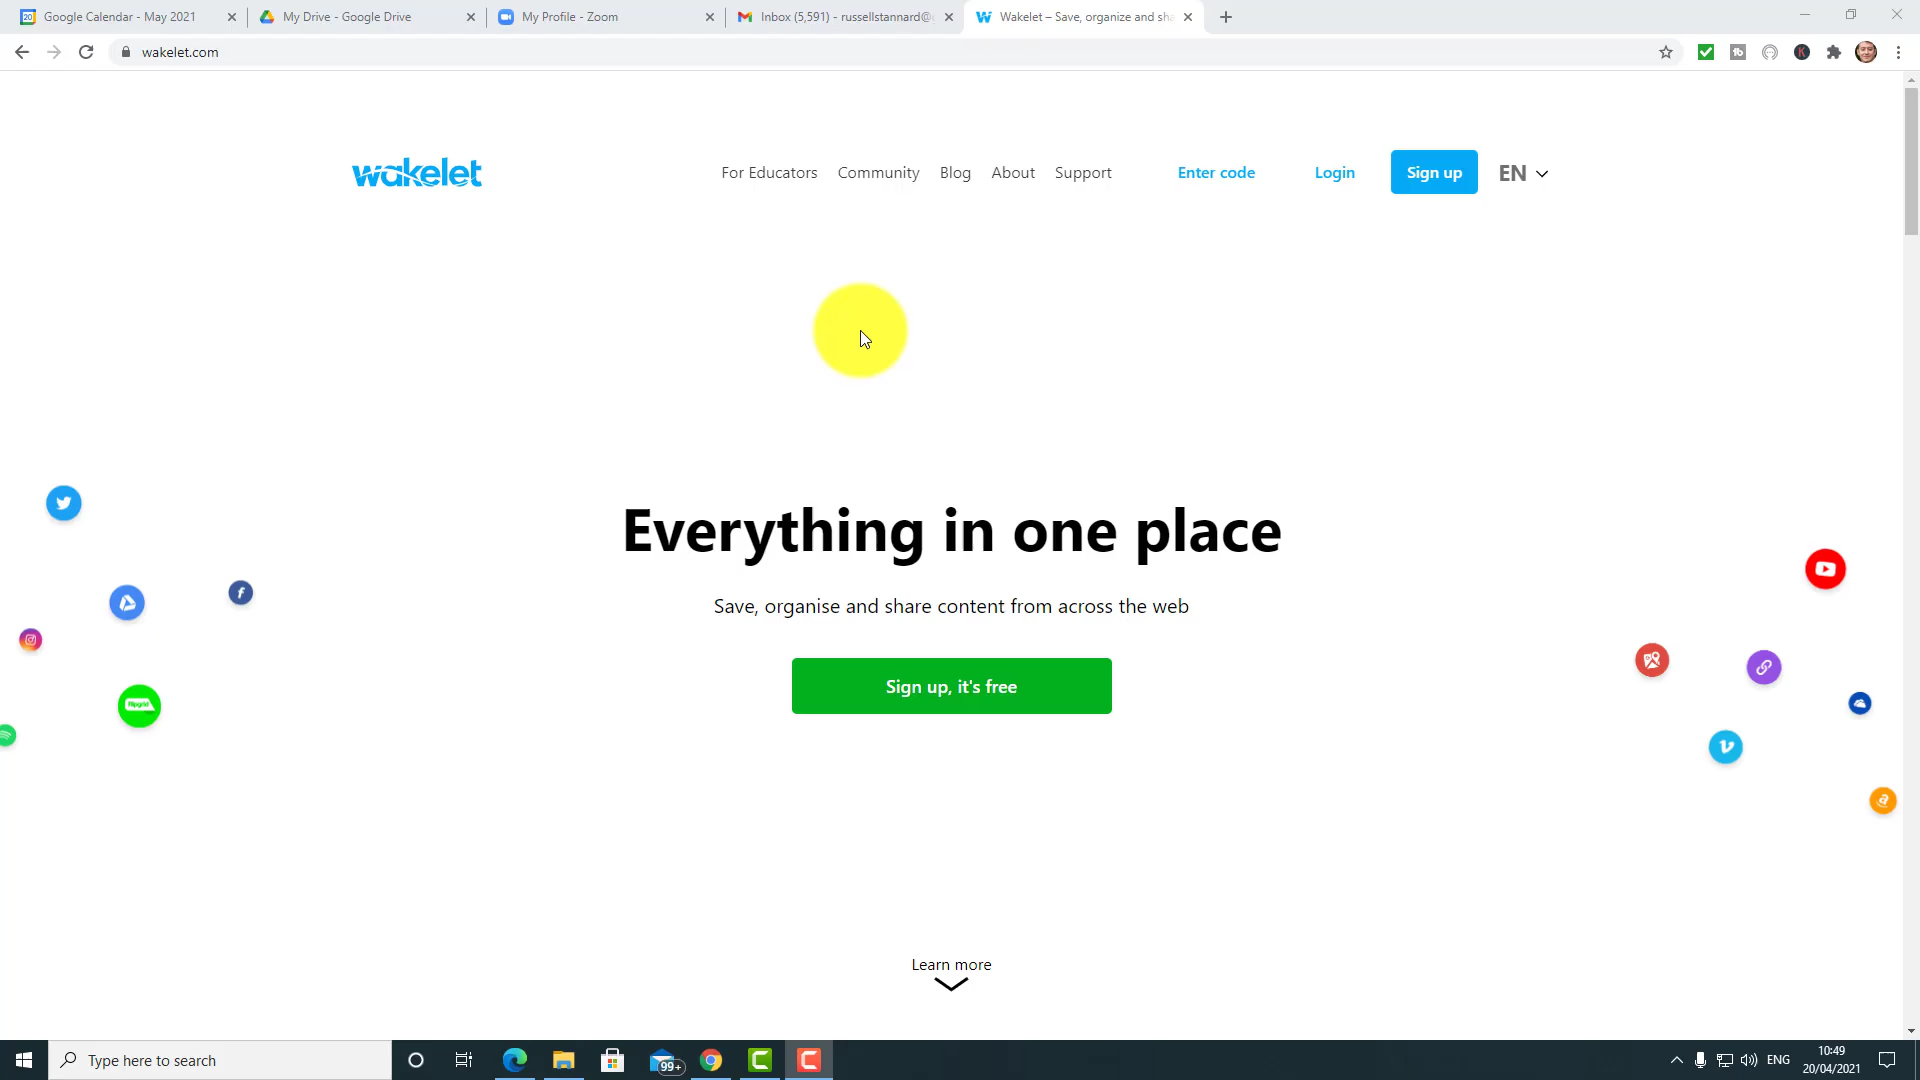 Google Calendar - May 2021
My Drive - Google Drive
My Profile - Zoom
Inbox (5,591) - russellstannard@
Wakelet – Save, organize and sha
wakelet.com
wakelet
For Educators
Community
Blog
About
Support
Enter code
Login
Sign up
EN
Everything in one place
Save, organise and share content from across the web
Sign up, it's free
Flipgrid
Learn more
Type here to search
99+
ENG
10:49
20/04/2021